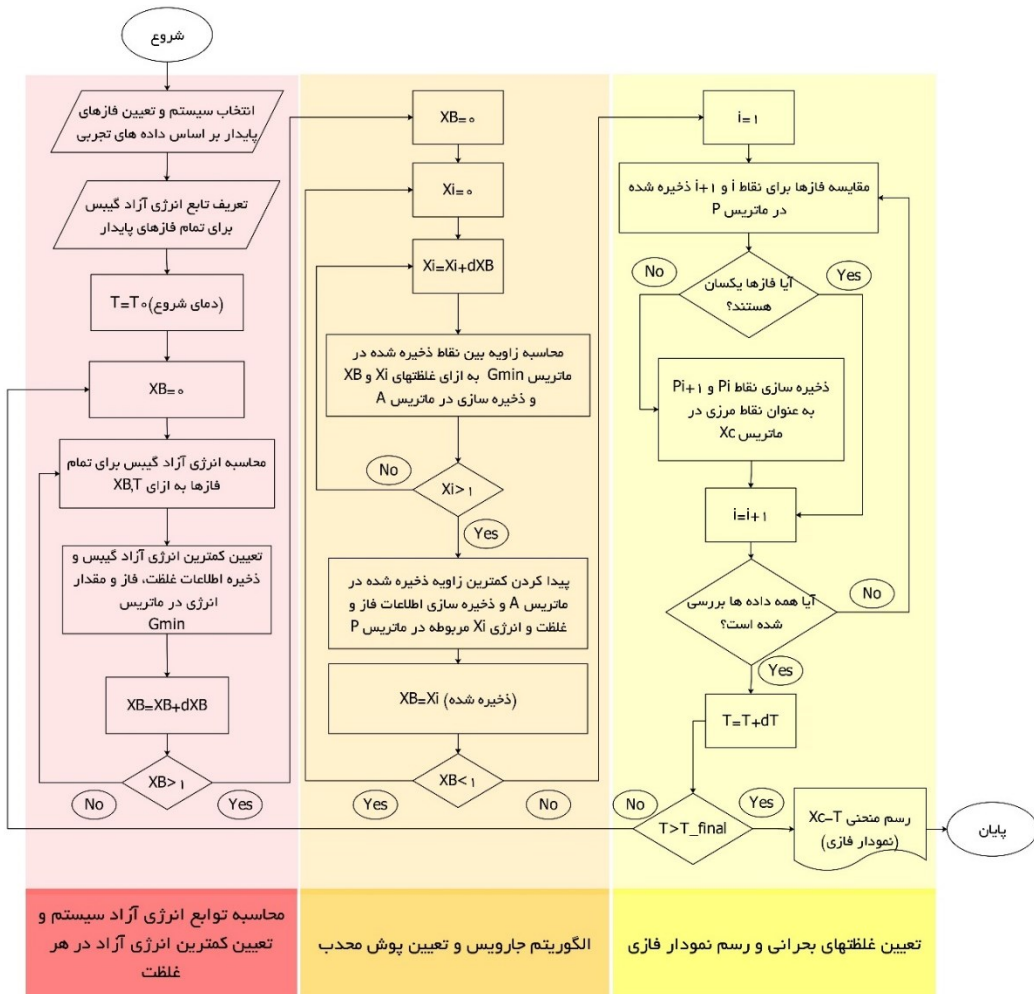 شروع
انتخاب سیستم و تعیین فازهای
پایدار بر اساس داده های تجربی
تعریف تابع انرژی آزاد گیبس
برای تمام فازهای پایدار
T=T۰(دمای شروع)
XB=۰
محاسبه انرژی آزاد گیبس برای تمام
فازها به ازای XB,T
تعیین کمترین انرژی آزاد گیبس و
ذخیره اطلاعات غلظت، فاز و مقدار
انرژی در ماتریس
Gmin
XB=XB+dXB
XB>۱
No
Yes
محاسبه توابع انرژی آزاد سیستم و
تعیین کمترین انرژی آزاد در هر
غلظت
XB=۰
Xi=۰
Xi=Xi+dXB
محاسبه زاویه بین نقاط ذخیره شده در
ماتریس Gmin به ازای غلظتهای Xi و XB
و ذخیره سازی در ماتریس A
No
Xi>۱
Yes
پیدا کردن کمترین زاویه ذخیره شده در
ماتریس A و ذخیره سازی اطلاعات فاز و
غلظت و انرژی Xi مربوطه در ماتریس P
XB=Xi (ذخیره شده)
XB<۱
Yes
No
الگوریتم جارویس و تعیین پوش محدب
i=۱
مقایسه فازها برای نقاط i و i+۱ ذخیره شده
در ماتریس P
No
Yes
آیا فازها یکسان
هستند؟
ذخیره سازی نقاط Pi و Pi+۱
به عنوان نقاط مرزی در
ماتریس Xc
i=i+۱
آیا همه داده ها بررسی
شده است؟
No
Yes
T=T+dT
No
Yes
T>T_final
رسم منحنی Xc-T
(نمودار فازی)
پایان
تعیین غلظتهای بحرانی و رسم نمودار فازی